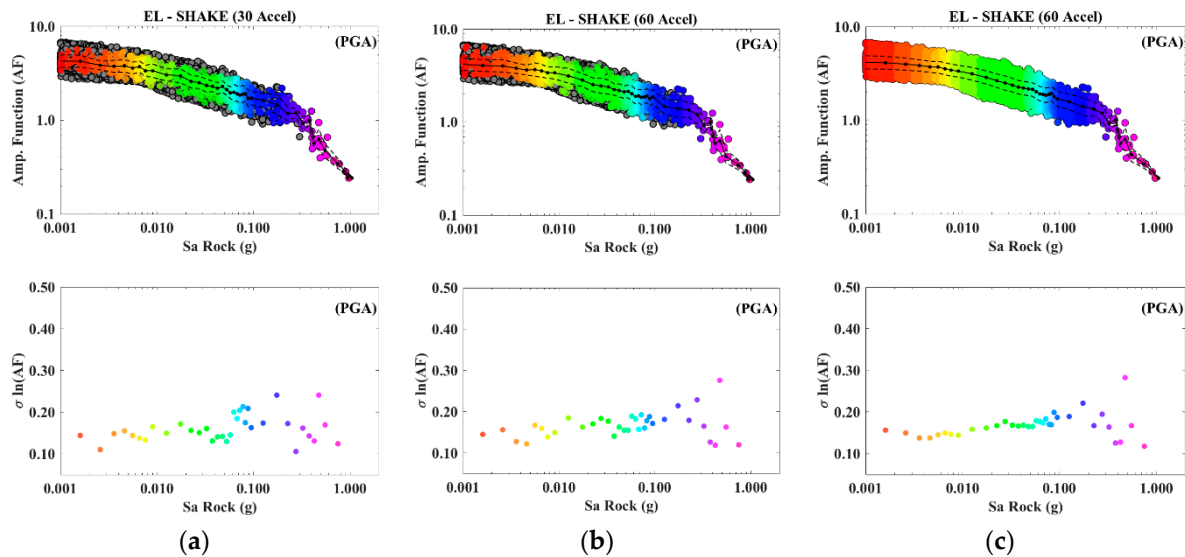 EL - SHAKE (30 Accel)
(PGA)
Amp. Function (AF)
10.0
1.0
0.1
0.001 0.010 0.100 1.000
Sa Rock (g)
EL - SHAKE (60 Accel)
(PGA)
Amp. Function (AF)
10.0
1.0
0.1
0.001 0.010 0.100 1.000
Sa Rock (g)
EL - SHAKE (60 Accel)
(PGA)
Amp. Function (AF)
10.0
1.0
0.1
0.001 0.010 0.100 1.000
Sa Rock (g)
(PGA)
σ ln(AF)
0.50
0.40
0.30
0.20
0.10
0.001 0.010 0.100 1.000
Sa Rock (g)
(PGA)
σ ln(AF)
0.50
0.40
0.30
0.20
0.10
0.001 0.010 0.100 1.000
Sa Rock (g)
(PGA)
σ ln(AF)
0.50
0.40
0.30
0.20
0.10
0.001 0.010 0.100 1.000
Sa Rock (g)
(a)
(b)
(c)